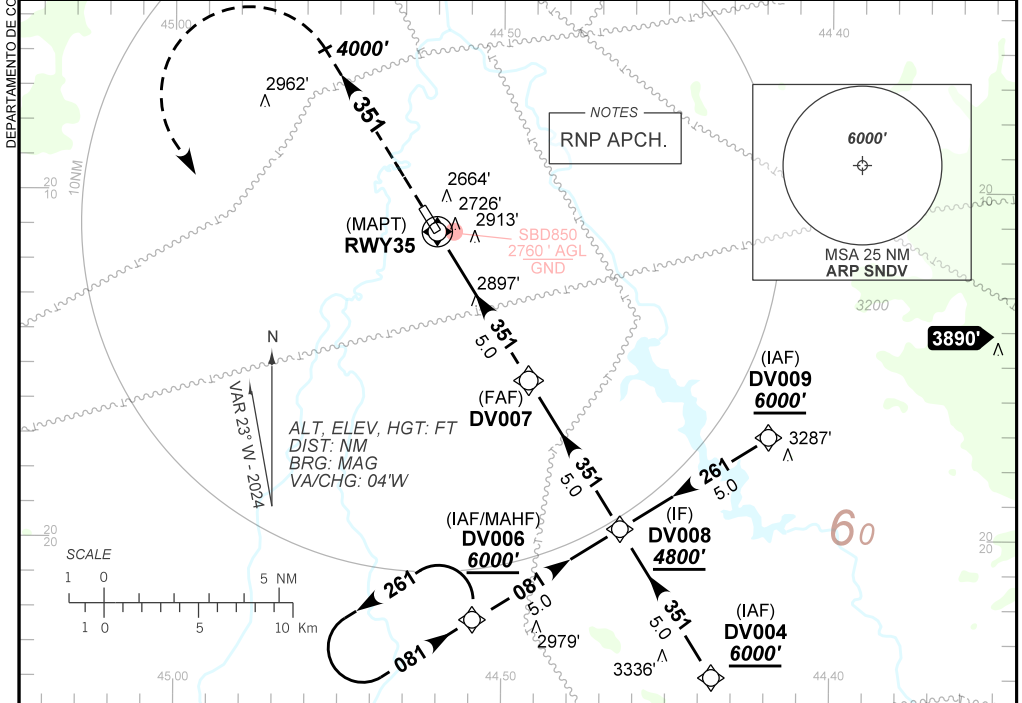 DEPARTAMENTO DE CO
45 00
44 50
44 40
4000'
2962'
351
NOTES
RNP APCH.
6000'
MSA 25 NM
ARP SNDV
10NM
20
10
20
10
2664'
2726'
2913'
(MAPT)
RWY35
SBD850
2760 ' AGL
GND
2897'
351
5.0
3200
3890'
N
VAR 23° W - 2024
(FAF)
DV007
(IAF)
DV009
6000'
3287'
ALT, ELEV, HGT: FT
DIST: NM
BRG: MAG
VA/CHG: 04'W
351
5.0
261
5.0
(IAF/MAHF)
DV006
6000'
(IF)
DV008
4800'
60
20
20
20
20
SCALE
1 0 5 NM
1 0 5 10 Km
261
081
081
5.0
2979'
351
5.0
3336'
(IAF)
DV004
6000'
45 00
44 50
44 40